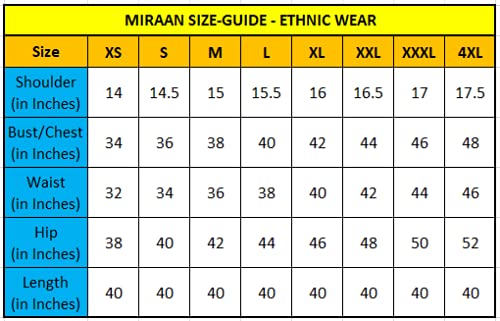 MIRAAN SIZE-GUIDE - ETHNIC WEAR
Size XS S M L XL XXL XXXL 4XL
Shoulder
(in Inches) 14 14.5 15 15.5 16 16.5 17 17.5
Bust/Chest
(in Inches) 34 36 38 40 42 44 46 48
Waist
(in Inches) 32 34 36 38 40 42 44 46
Hip
(in Inches) 38 40 42 44 46 48 50 52
Length
(in Inches) 40 40 40 40 40 40 40 40